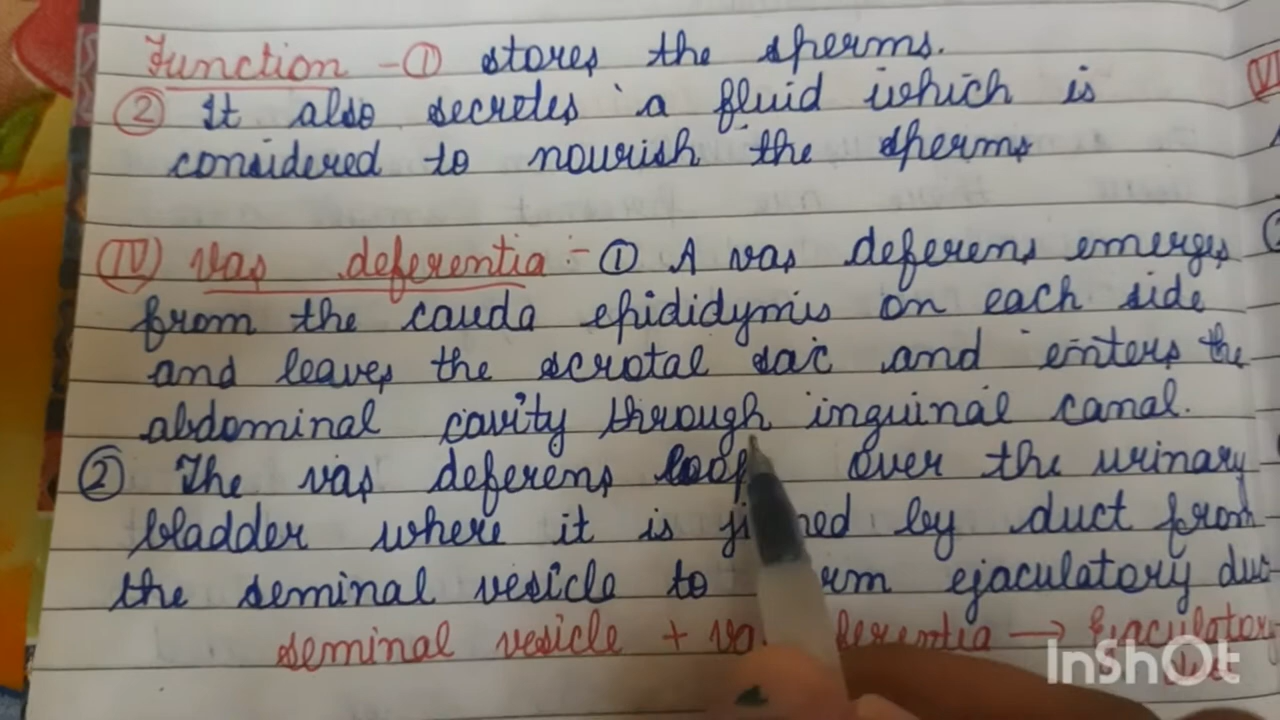 Function - ① stores the sperms.
② It also secretes a fluid which is
considered to nourish the sperms
(IV) Vas deferentia :- ① A vas deferens emerges
from the cauda epididymis on each side
and leaves the scrotal sac and enters the
abdominal cavity through inguinal canal.
② The vas deferens loop over the urinary
bladder where it is by duct from
the seminal vesicle to ejaculatory duc
seminal vesicle + → Ejaculatory
InShOt